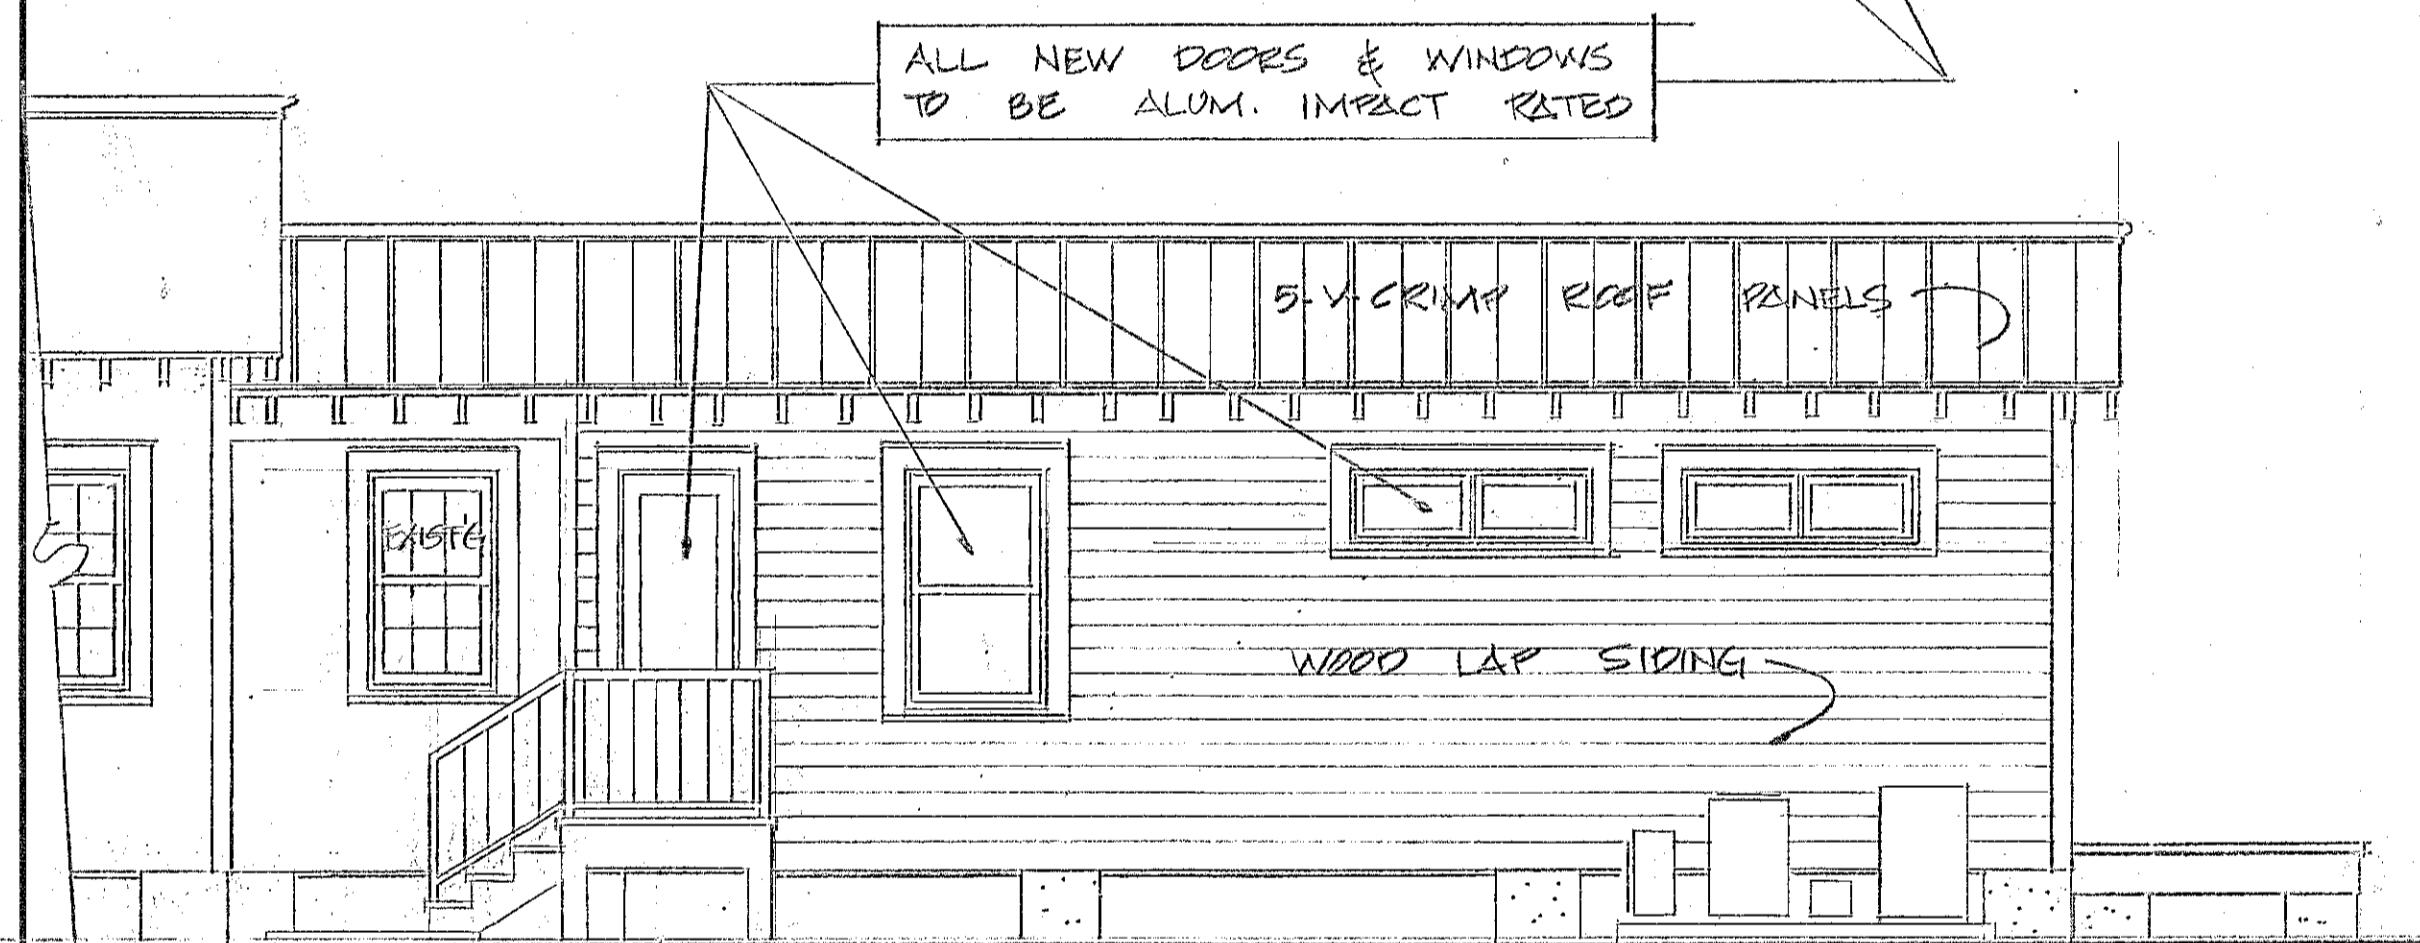 ALL NEW DOORS & WINDOWS
TO BE ALUM. IMPACT RATED
5-V-CRIMP ROOF PANELS
EXIST'G
WOOD LAP SIDING